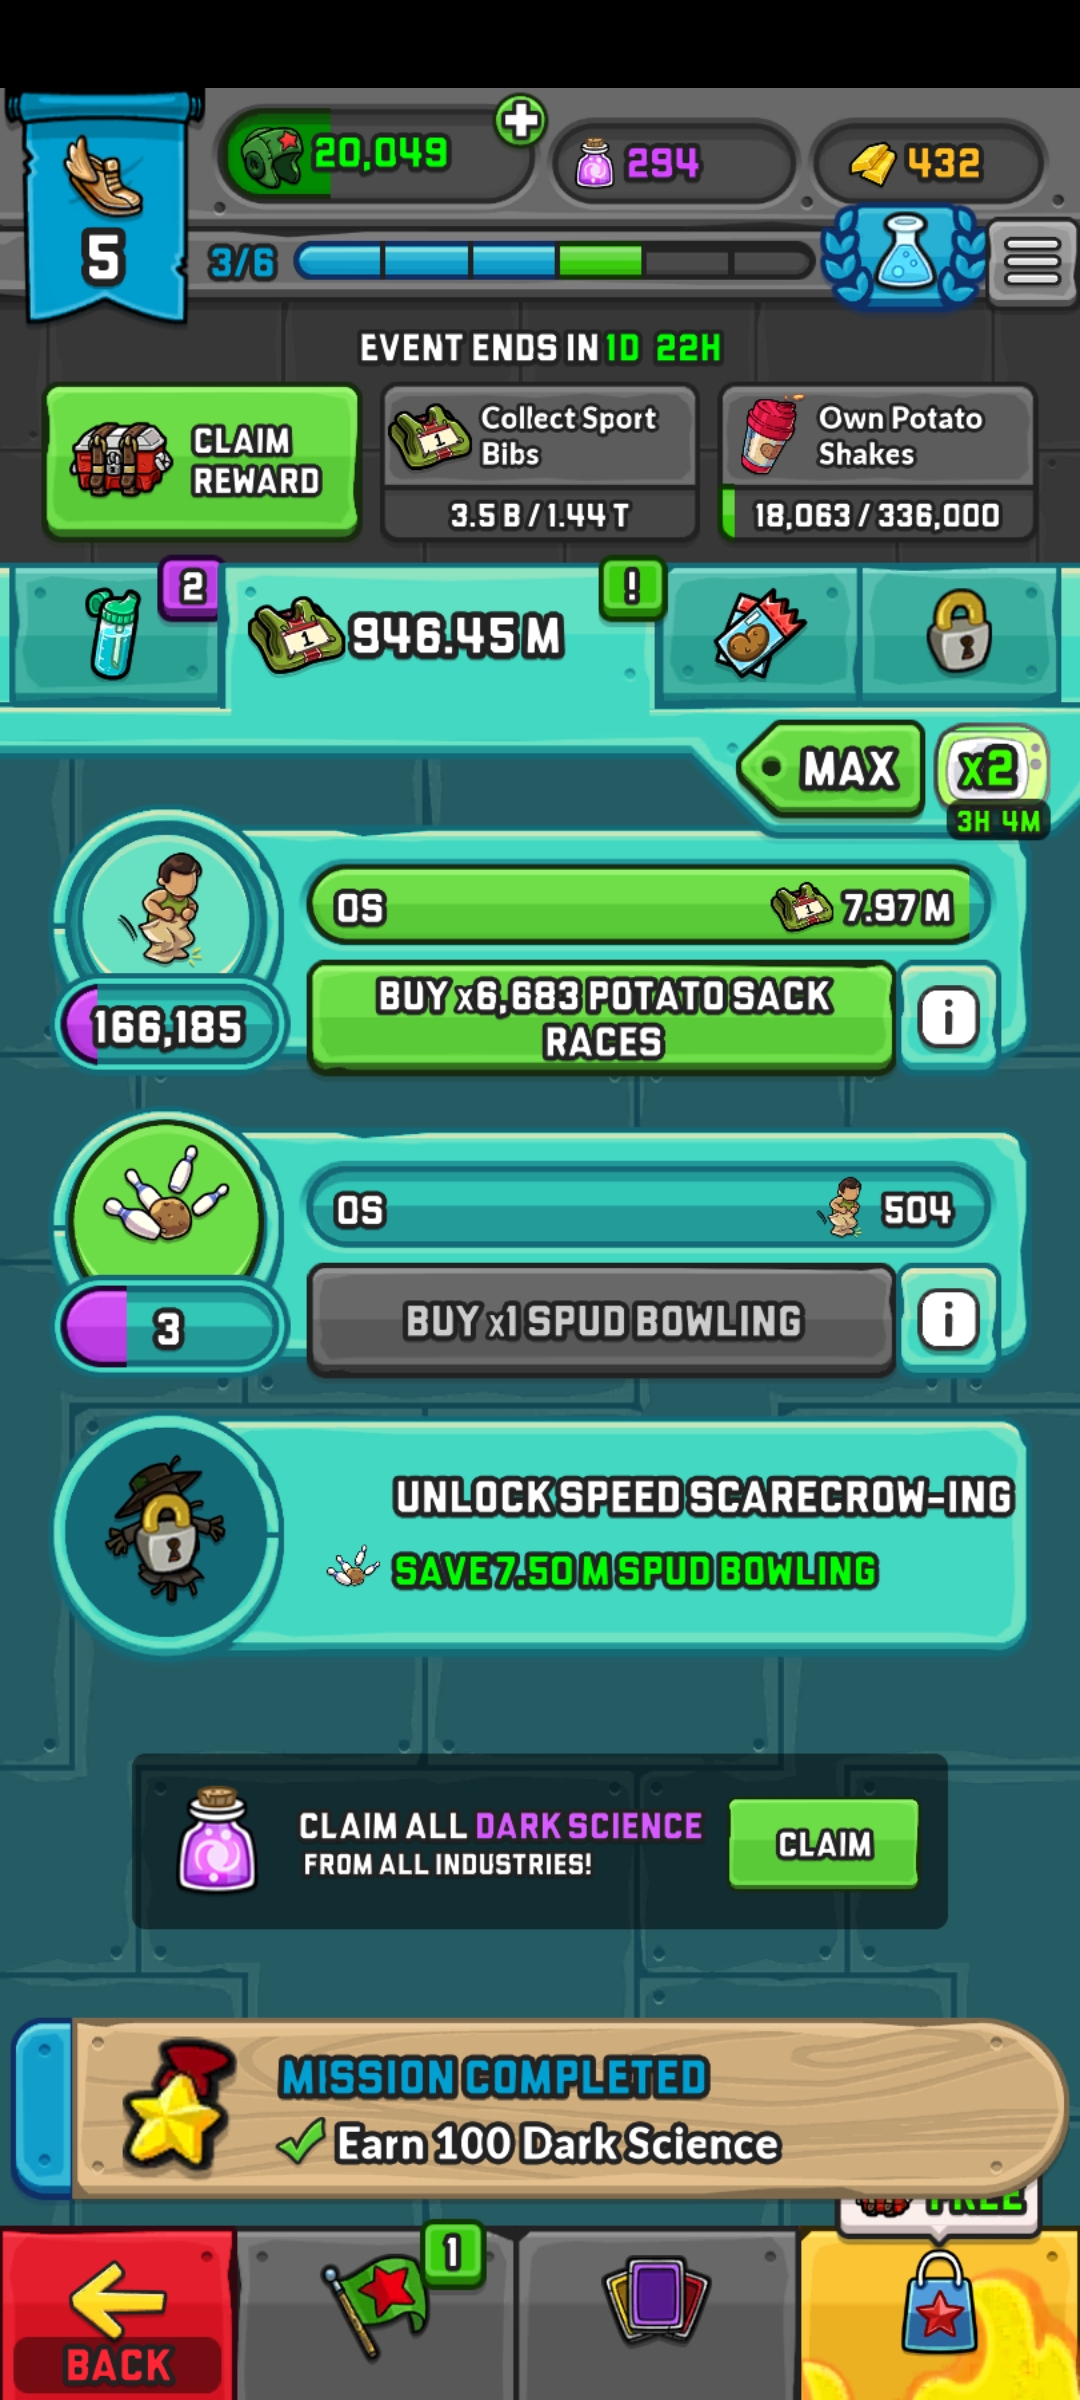 20,049
294
432
5
3/6
EVENT ENDS IN 1D 22H
CLAIM REWARD
Collect Sport Bibs
3.5 B / 1.44 T
Own Potato Shakes
18,063 / 336,000
2
1
946.45 M
!
MAX
x2
3H 4M
0S
1
7.97 M
166,185
BUY x6,683 POTATO SACK
RACES
i
0S
504
3
BUY x1 SPUD BOWLING
i
UNLOCK SPEED SCARECROW-ING
SAVE 7.50 M SPUD BOWLING
CLAIM ALL DARK SCIENCE
FROM ALL INDUSTRIES!
CLAIM
MISSION COMPLETED
Earn 100 Dark Science
FREE
1
BACK